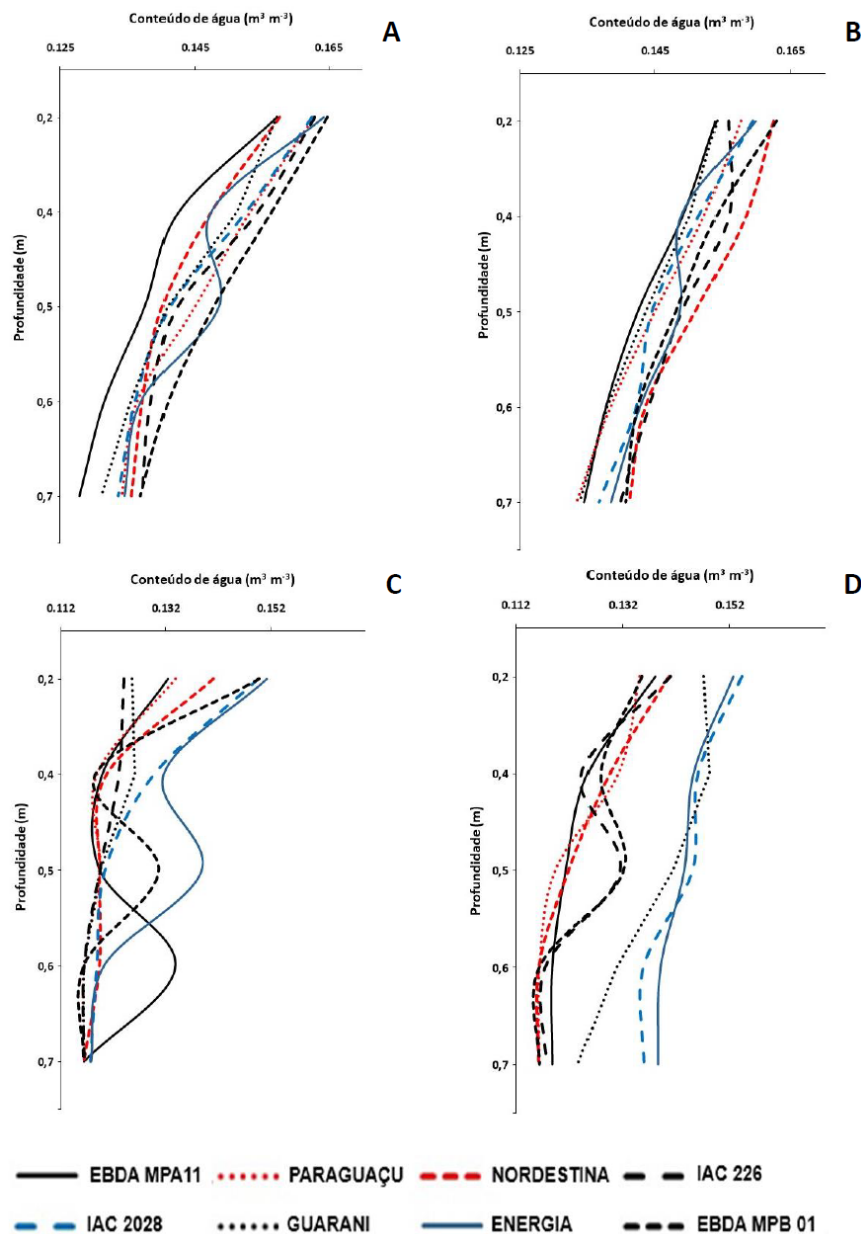 Conteúdo de água (m³ m⁻³)
A
0.125 0.145 0.165
0,2
0,4
0,5
0,6
0,7
Profundidade (m)
Conteúdo de água (m³ m⁻³)
B
0.125 0.145 0.165
0,2
0,4
0,5
0,6
0,7
Profundidade (m)
Conteúdo de água (m³ m⁻³)
C
0.112 0.132 0.152
0,2
0,4
0,5
0,6
0,7
Profundidade (m)
Conteúdo de água (m³ m⁻³)
D
0.112 0.132 0.152
0,2
0,4
0,5
0,6
0,7
Profundidade (m)
EBDA MPA11 PARAGUAÇU NORDESTINA IAC 226
IAC 2028 GUARANI ENERGIA EBDA MPB 01